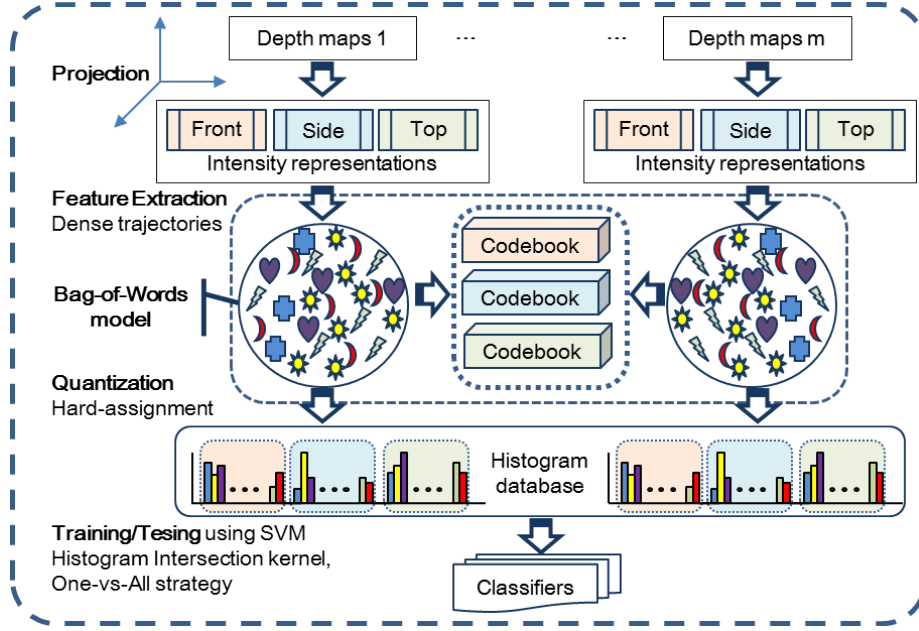 Depth maps 1
...
...
Depth maps m
Projection
Front
Side
Top
Front
Side
Top
Intensity representations
Intensity representations
Feature Extraction
Dense trajectories
Codebook
Codebook
Codebook
Bag-of-Words
model
Quantization
Hard-assignment
Histogram
database
Training/Tesing using SVM
Histogram Intersection kernel,
One-vs-All strategy
Classifiers